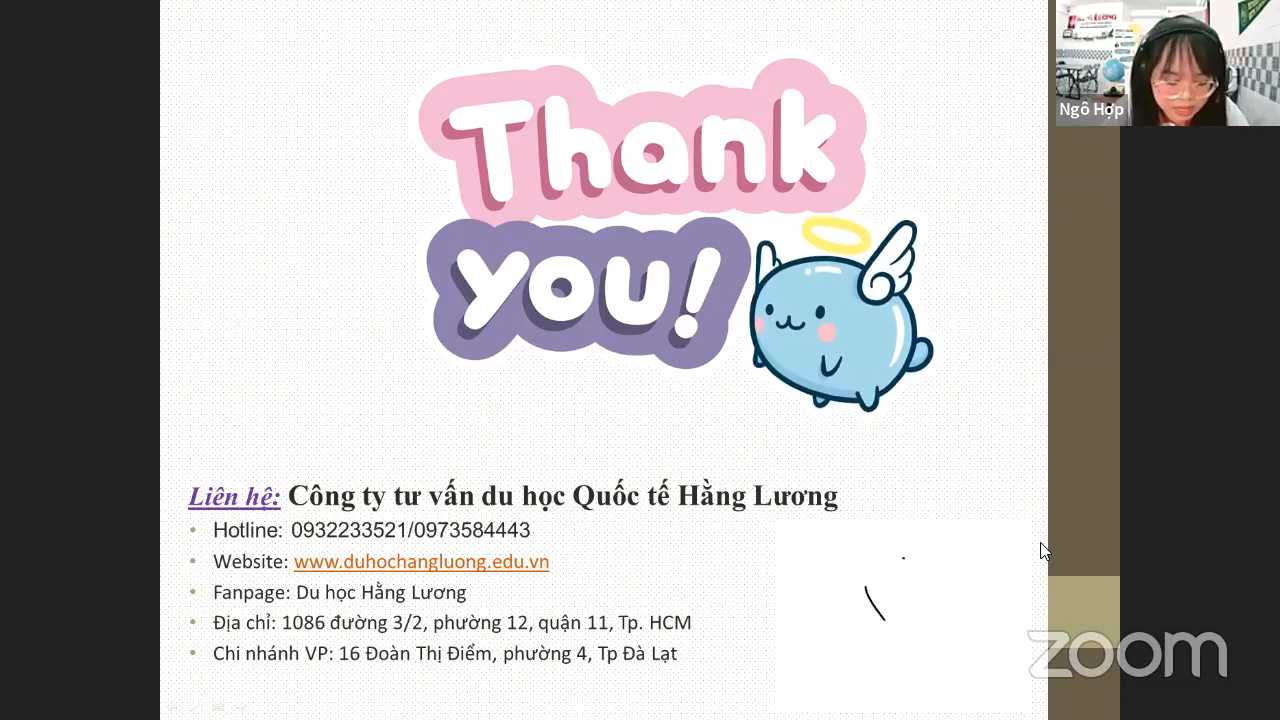 Thank
you!
Ngô Hợp
Liên hệ: Công ty tư vấn du học Quốc tế Hằng Lương
• Hotline: 0932233521/0973584443
• Website: www.duhochangluong.edu.vn
• Fanpage: Du học Hằng Lương
• Địa chỉ: 1086 đường 3/2, phường 12, quận 11, Tp. HCM
• Chi nhánh VP: 16 Đoàn Thị Điểm, phường 4, Tp Đà Lạt
zoom